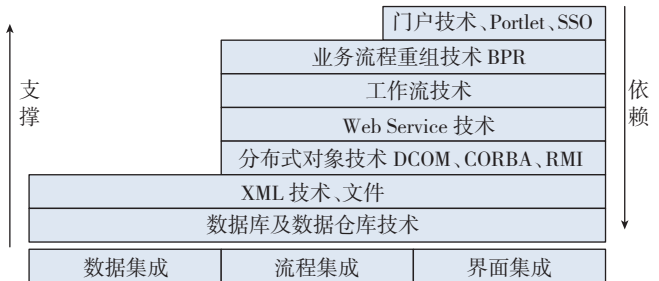 门户技术、Portlet、SSO
业务流程重组技术 BPR
工作流技术
Web Service 技术
分布式对象技术 DCOM、CORBA、RMI
XML 技术、文件
数据库及数据仓库技术
数据集成 流程集成 界面集成
支撑
依赖